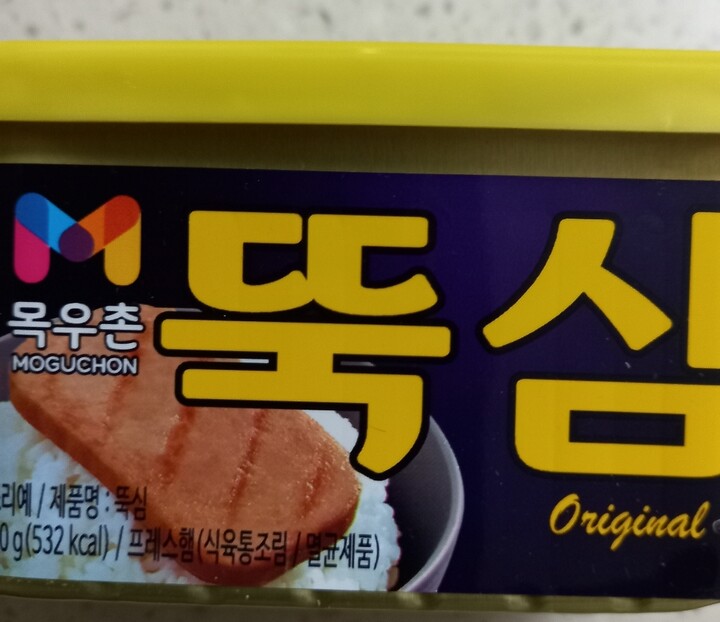 목우촌
MOGUCHON
뚝심
Original
리예 / 제품명 : 뚝심
0g(532 kcal) / 프레스햄(식육통조림 / 멸균제품)